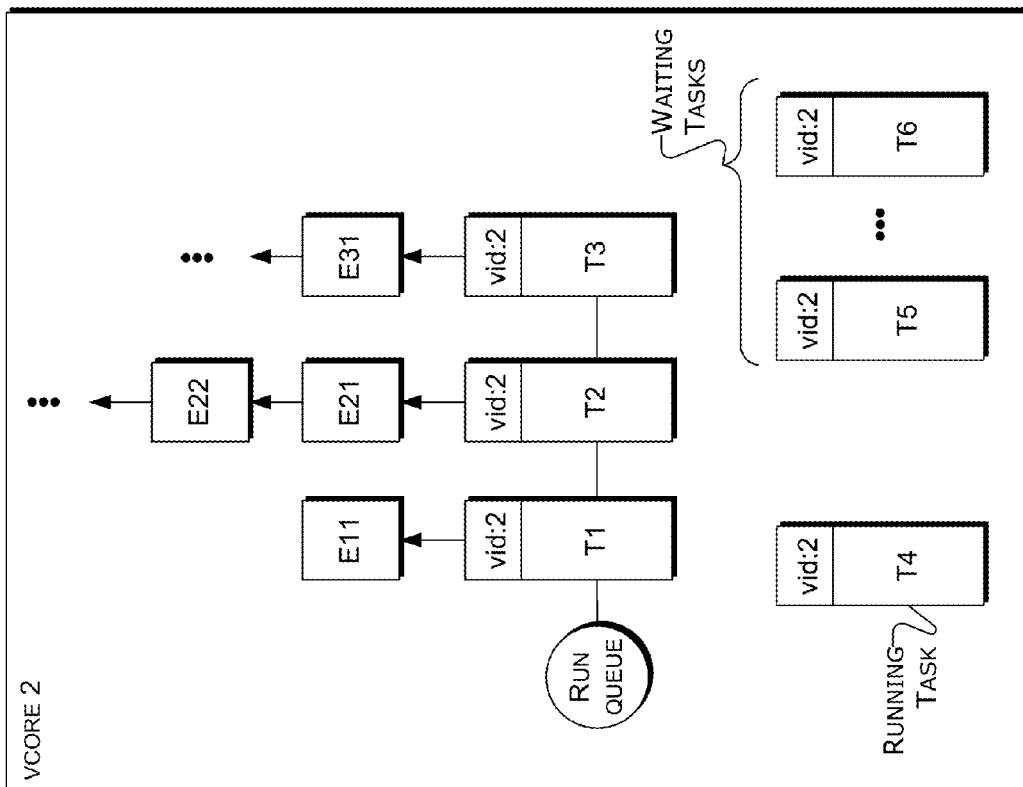 VCORE 2
E22
E11
E21
E31
vid:2
T1
vid:2
T2
vid:2
T3
RUN
QUEUE
WAITING
TASKS
vid:2
T4
vid:2
T5
vid:2
T6
RUNNING
TASK